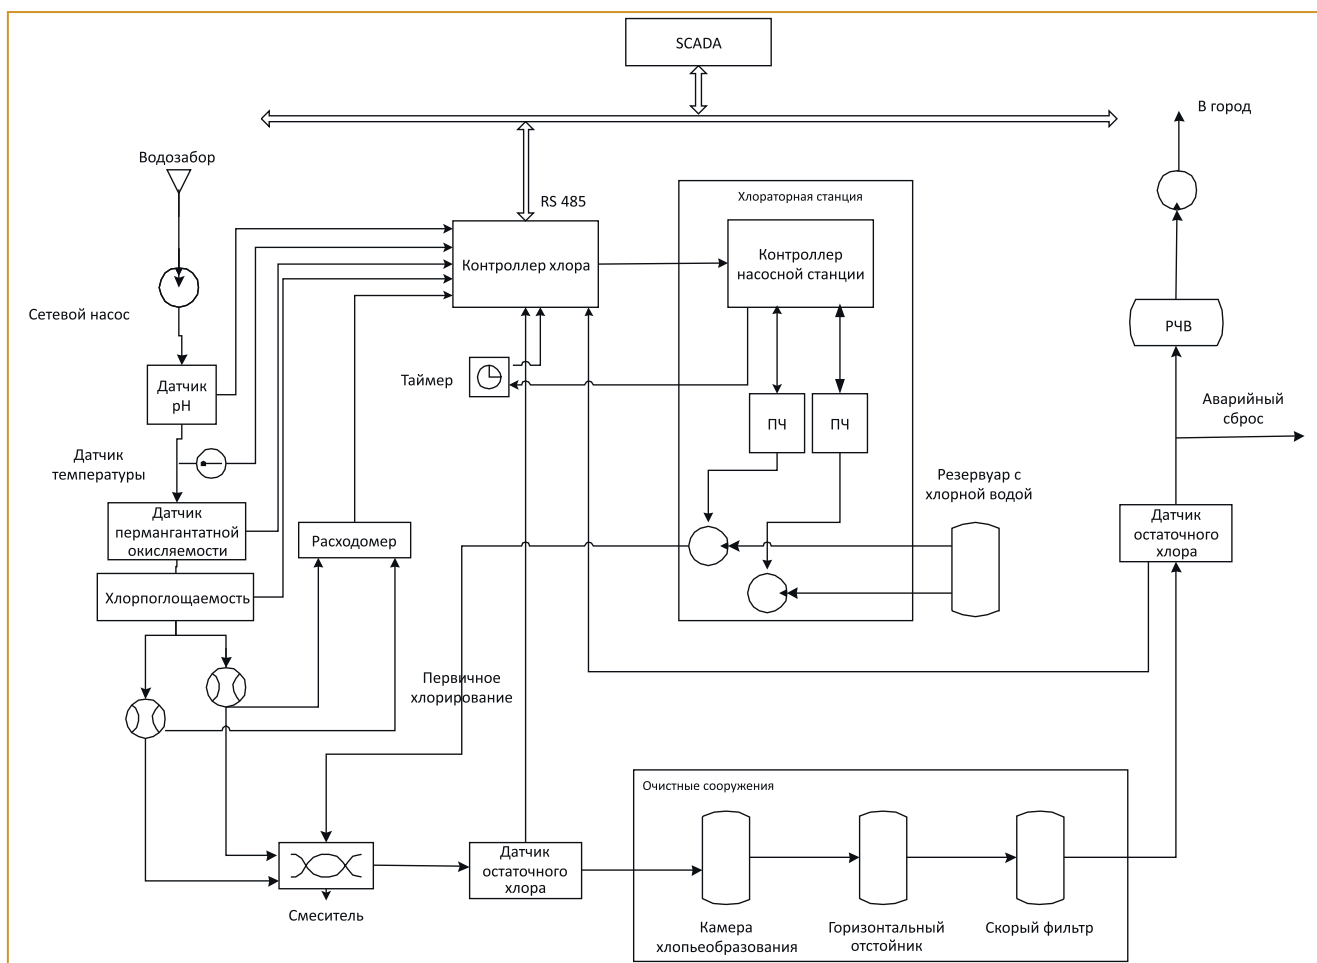 SCADA
В город
Водозабор
RS 485
Хлораторная станция
Контроллер хлора
Контроллер
насосной станции
Сетевой насос
РЧВ
Датчик
pH
Таймер
ПЧ
ПЧ
Аварийный
сброс
Датчик
температуры
Резервуар с
хлорной водой
Датчик
пермангантатной
окисляемости
Расходомер
Датчик
остаточного
хлора
Хлорпоглощаемость
Первичное
хлорирование
Очистные сооружения
Датчик
остаточного
хлора
Смеситель
Камера
хлопьеобразования
Горизонтальный
отстойник
Скорый фильтр